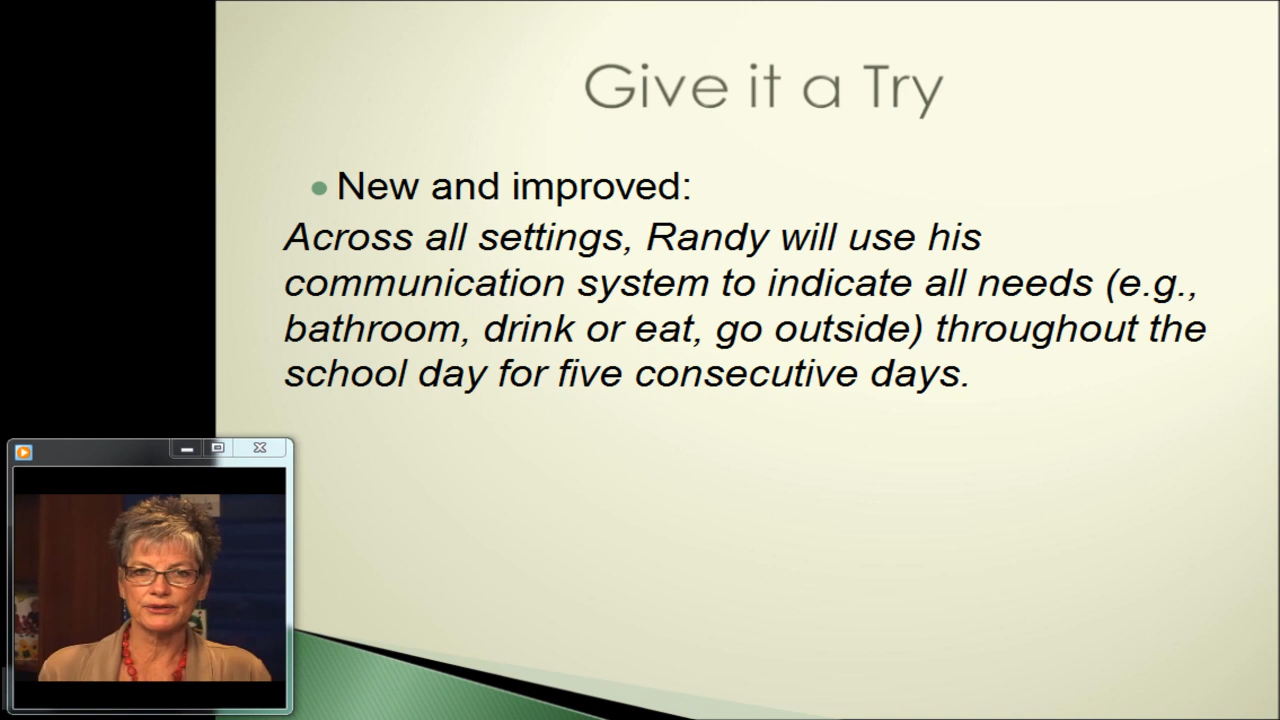 Give it a Try
New and improved:
Across all settings, Randy will use his
communication system to indicate all needs (e.g.,
bathroom, drink or eat, go outside) throughout the
school day for five consecutive days.